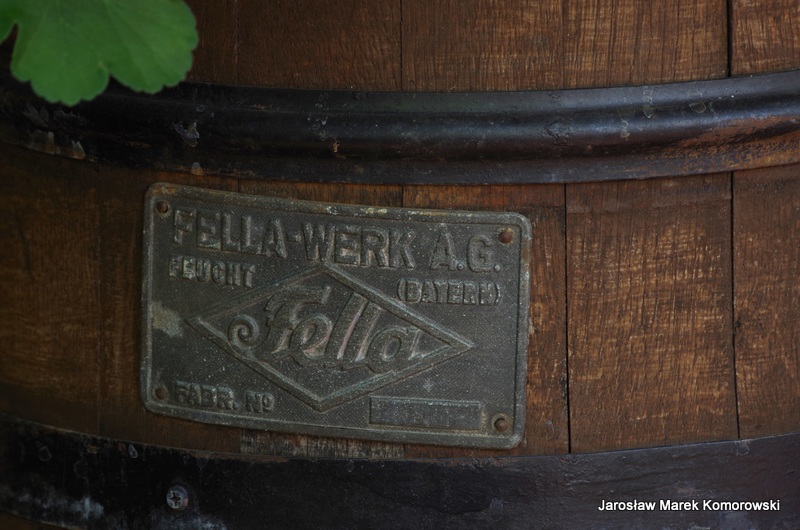 FELLA-WERK A.G.
FEUCHT (BAYERN)
Fella
FABR. No
Jarosław Marek Komorowski